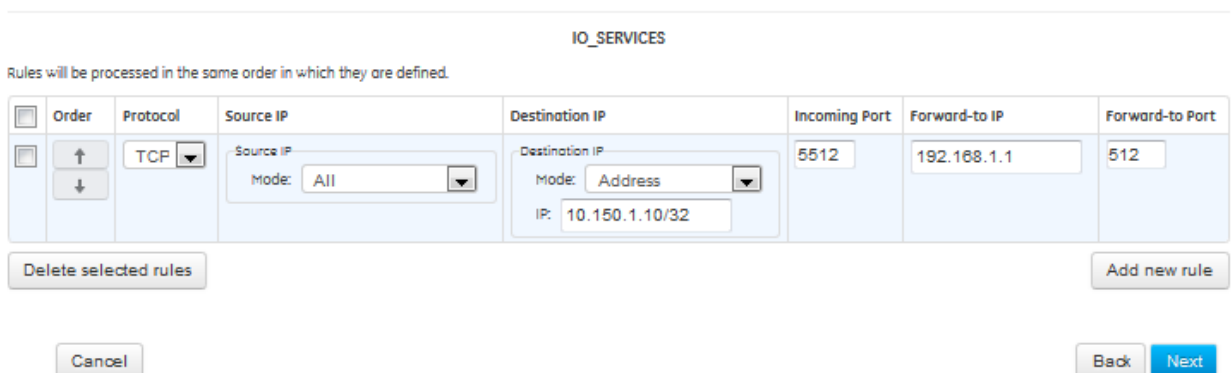 IO_SERVICES
Rules will be processed in the same order in which they are defined.
Order Protocol Source IP Destination IP Incoming Port Forward-to IP Forward-to Port
TCP
Source IP
Mode: All
Destination IP
Mode: Address
IP: 10.150.1.10/32
5512
192.168.1.1
512
Delete selected rules
Add new rule
Cancel
Back
Next